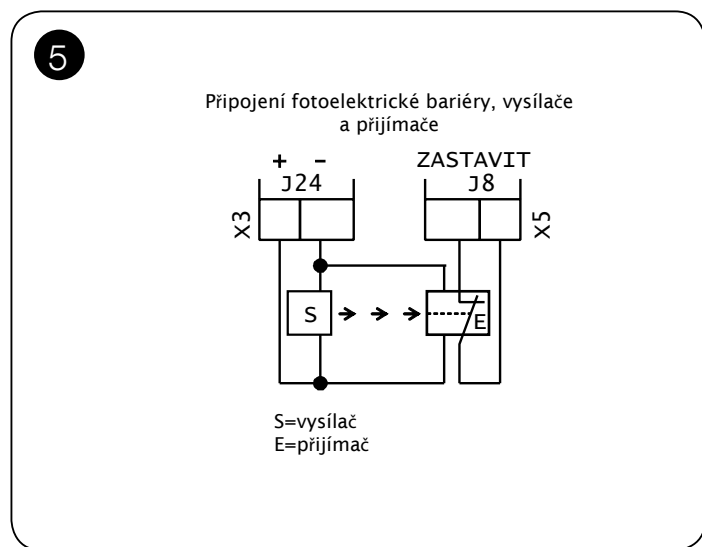 5
Připojení fotoelektrické bariéry, vysílače
a přijímače
+ −
ZASTAVIT
J24
J8
X3
X5
S
E
S=vysílač
E=přijímač